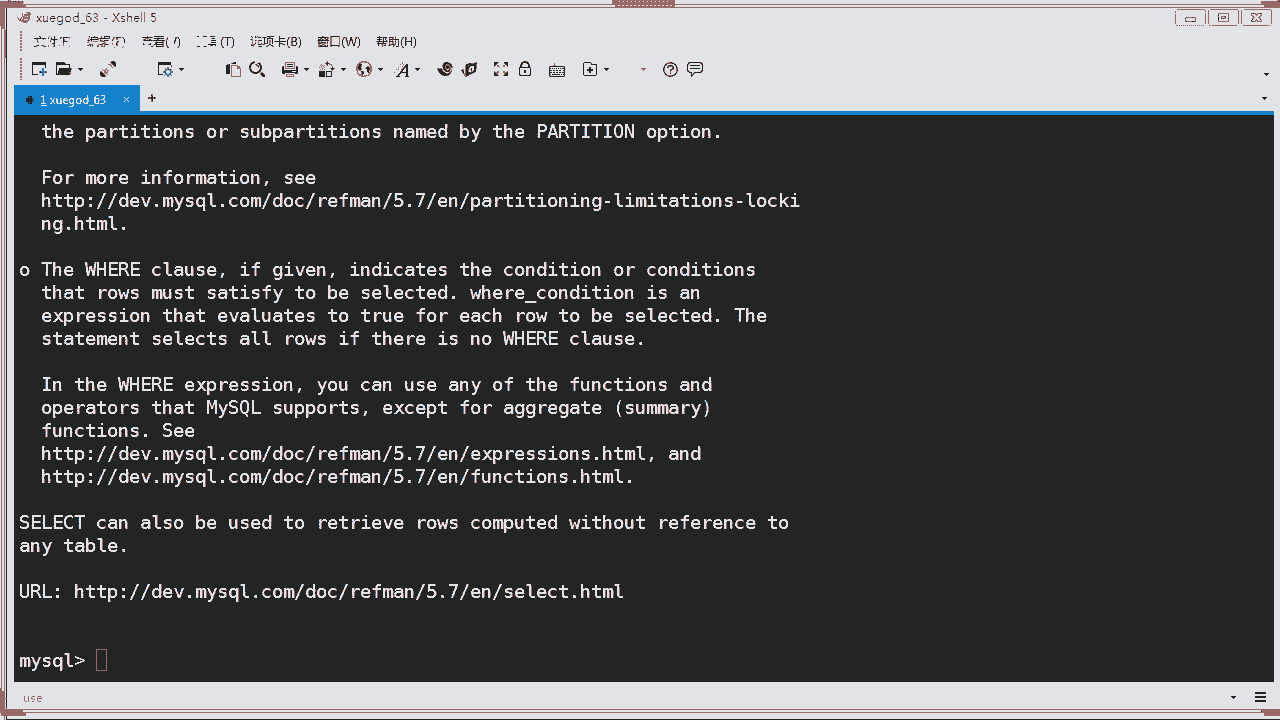 xuegod_63 - Xshell 5
文件(F) 编辑(E) 查看(V) 工具(T) 选项卡(B) 窗口(W) 帮助(H)
1 xuegod_63 × +
the partitions or subpartitions named by the PARTITION option.
For more information, see
http://dev.mysql.com/doc/refman/5.7/en/partitioning-limitations-locki
ng.html.
o The WHERE clause, if given, indicates the condition or conditions
that rows must satisfy to be selected. where_condition is an
expression that evaluates to true for each row to be selected. The
statement selects all rows if there is no WHERE clause.
In the WHERE expression, you can use any of the functions and
operators that MySQL supports, except for aggregate (summary)
functions. See
http://dev.mysql.com/doc/refman/5.7/en/expressions.html, and
http://dev.mysql.com/doc/refman/5.7/en/functions.html.
SELECT can also be used to retrieve rows computed without reference to
any table.
URL: http://dev.mysql.com/doc/refman/5.7/en/select.html
mysql>
use